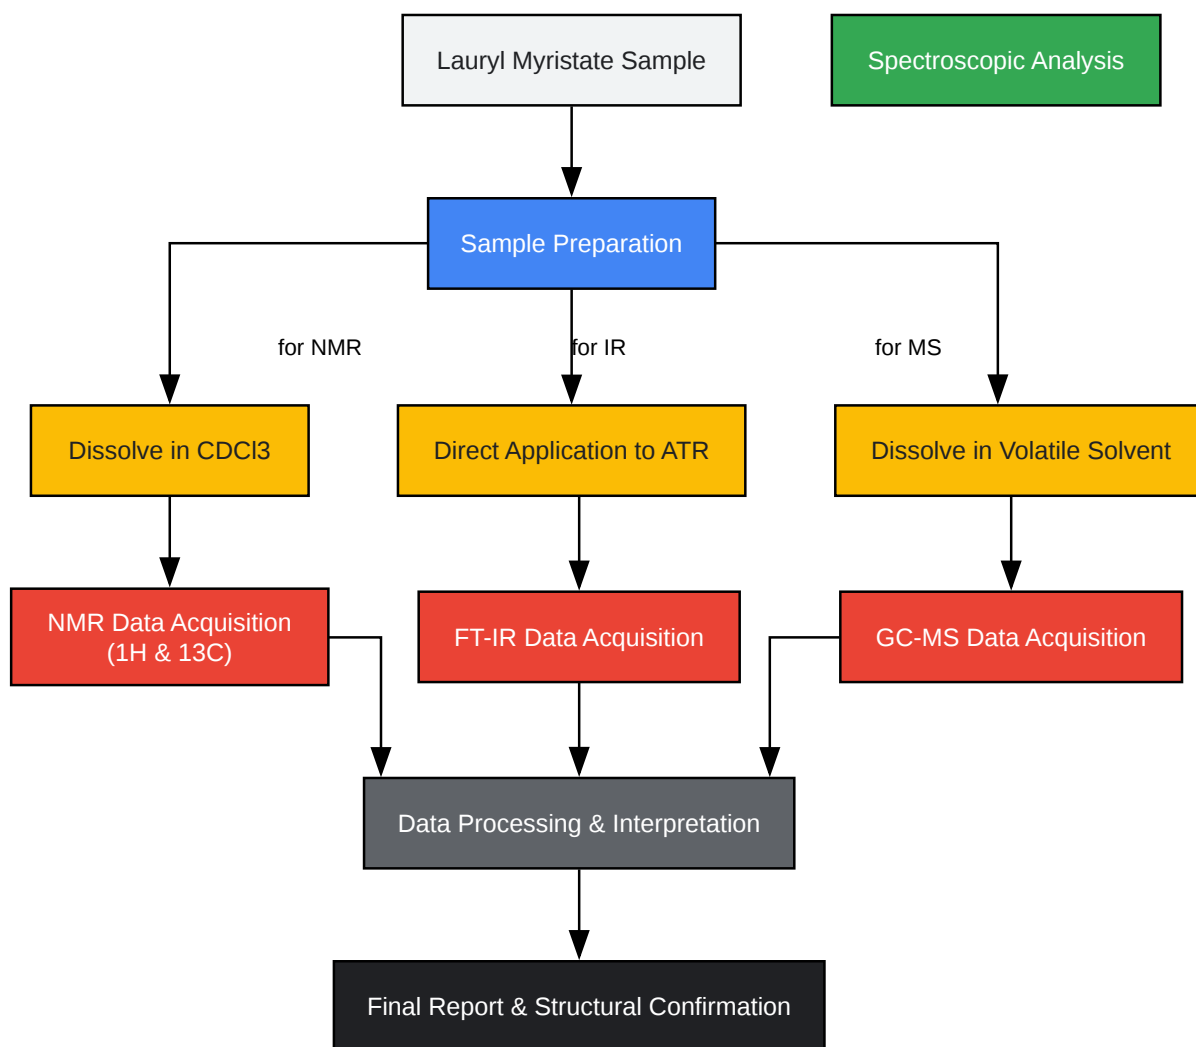 Lauryl Myristate Sample
Spectroscopic Analysis
Sample Preparation
for NMR
for IR
for MS
Dissolve in CDCl3
Direct Application to ATR
Dissolve in Volatile Solvent
NMR Data Acquisition
(1H & 13C)
FT-IR Data Acquisition
GC-MS Data Acquisition
Data Processing & Interpretation
Final Report & Structural Confirmation